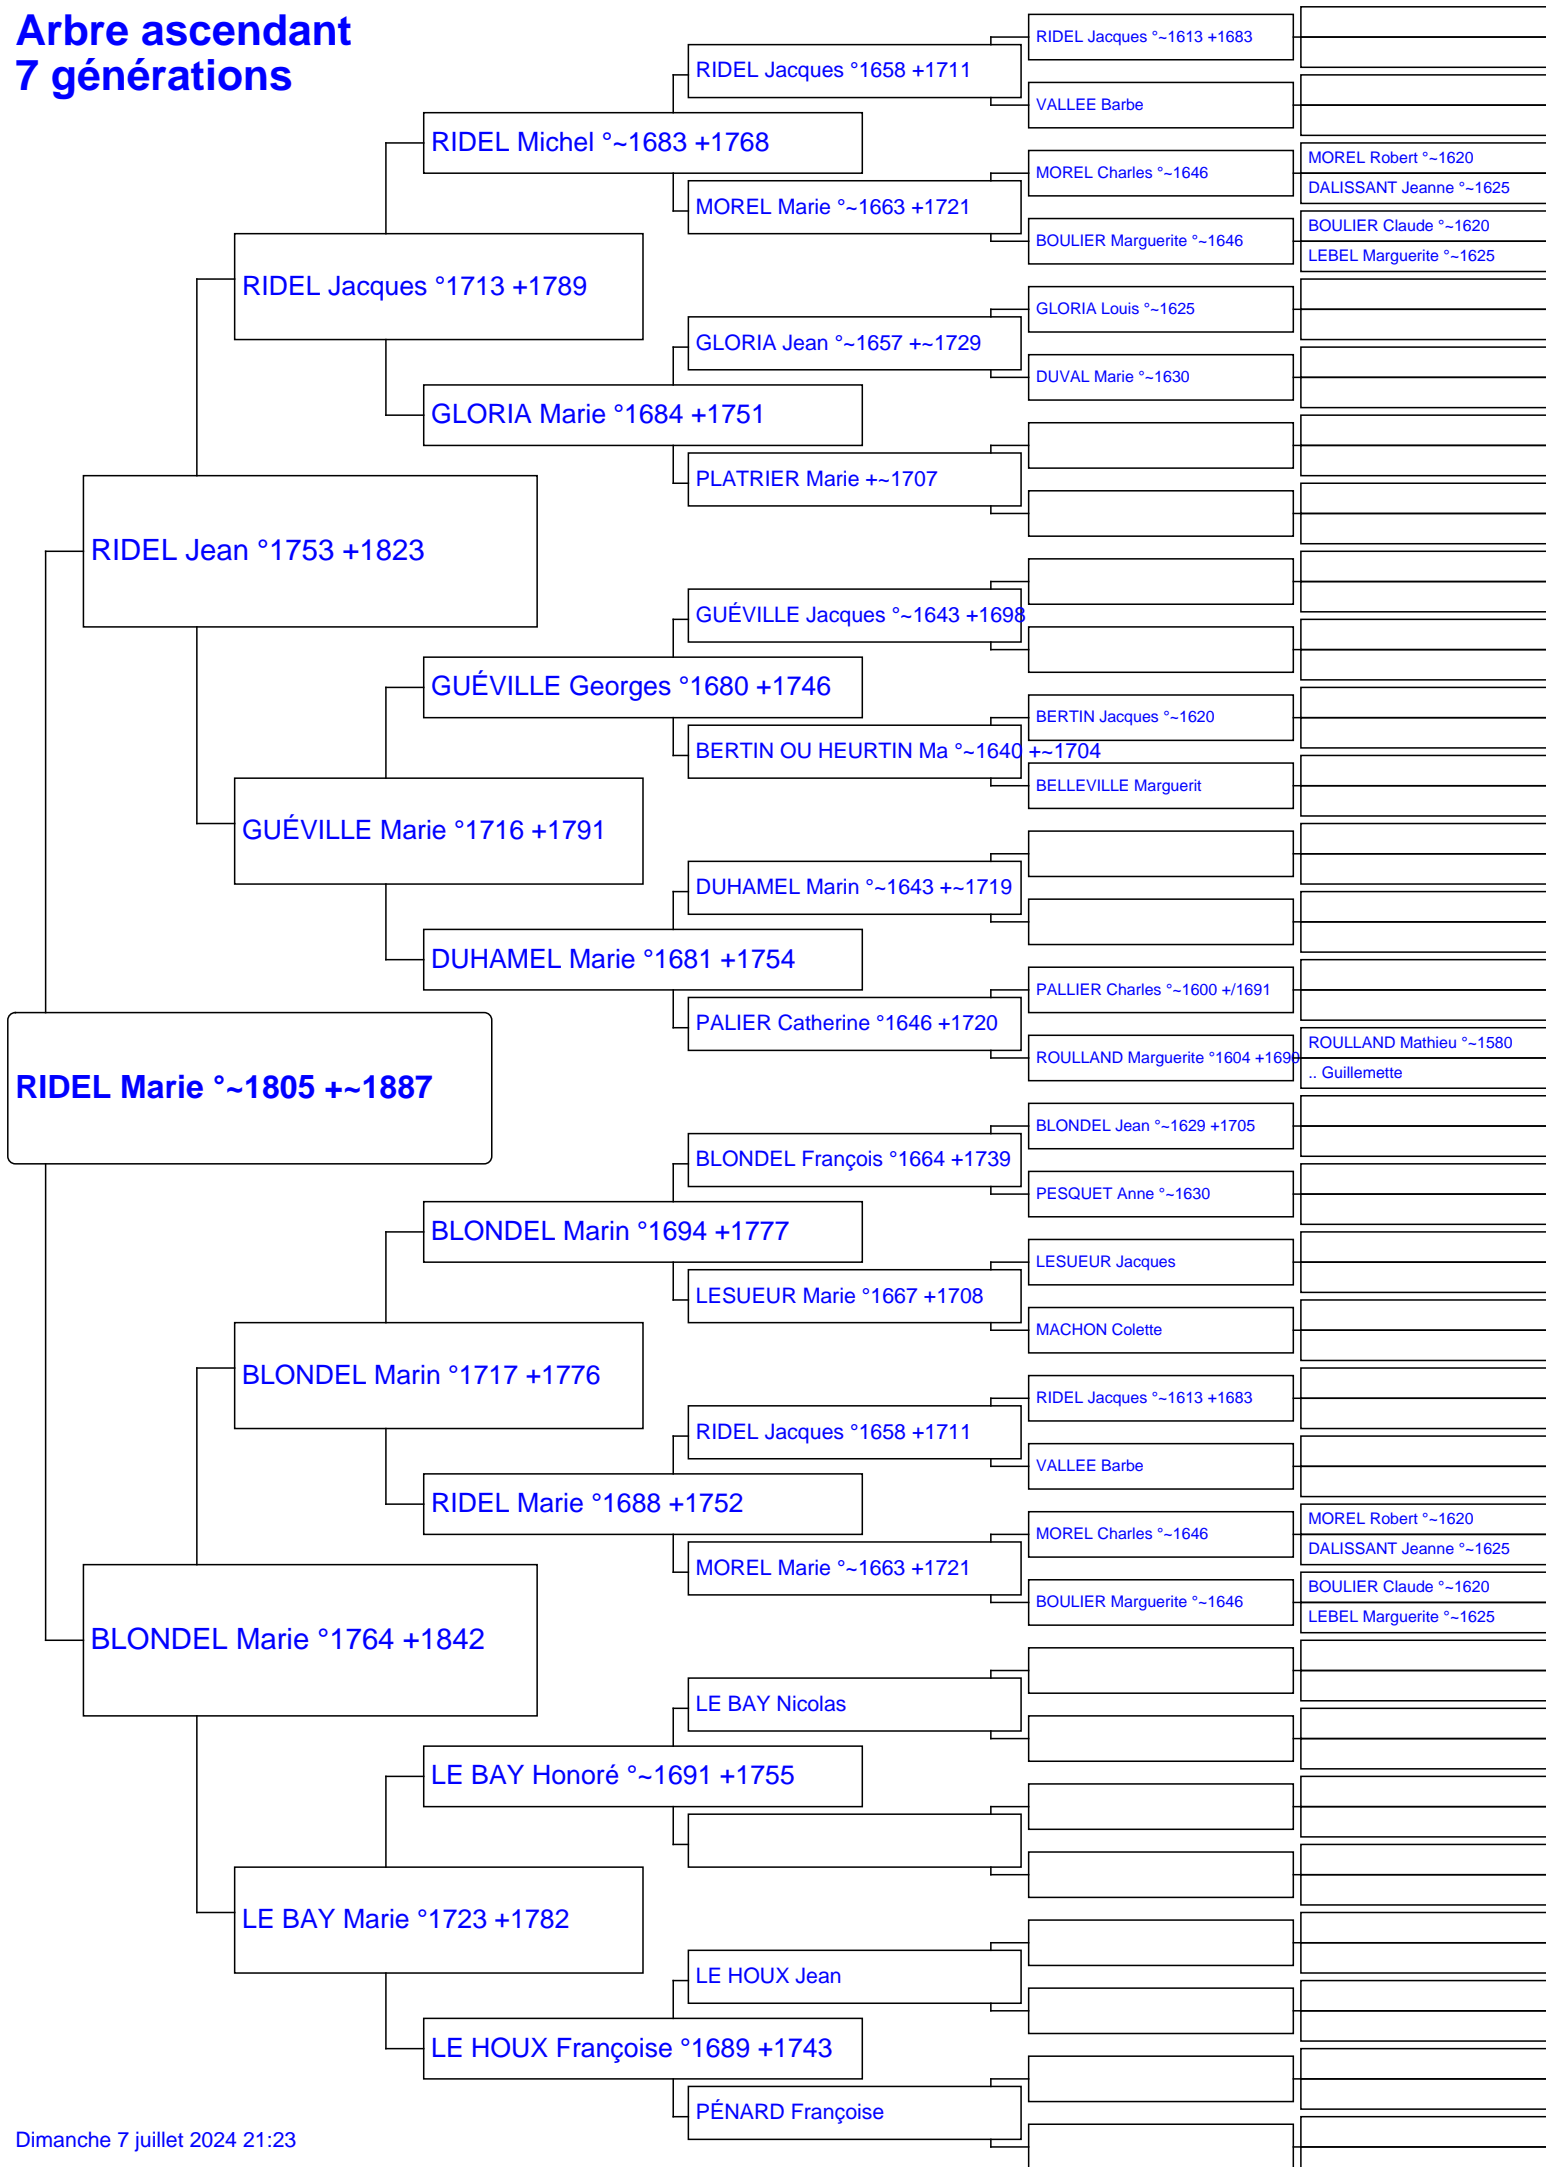 Arbre ascendant
7 générations
RIDEL Marie °~1805 +~1887
RIDEL Jean °1753 +1823
BLONDEL Marie °1764 +1842
RIDEL Jacques °1713 +1789
GUÉVILLE Marie °1716 +1791
BLONDEL Marin °1717 +1776
LE BAY Marie °1723 +1782
RIDEL Michel °~1683 +1768
GLORIA Marie °1684 +1751
GUÉVILLE Georges °1680 +1746
DUHAMEL Marie °1681 +1754
BLONDEL Marin °1694 +1777
RIDEL Marie °1688 +1752
LE BAY Honoré °~1691 +1755
LE HOUX Françoise °1689 +1743
RIDEL Jacques °1658 +1711
MOREL Marie °~1663 +1721
GLORIA Jean °~1657 +~1729
PLATRIER Marie +~1707
GUÉVILLE Jacques °~1643 +1698
BERTIN OU HEURTIN Ma °~1640 +~1704
DUHAMEL Marin °~1643 +~1719
PALIER Catherine °1646 +1720
BLONDEL François °1664 +1739
LESUEUR Marie °1667 +1708
RIDEL Jacques °1658 +1711
MOREL Marie °~1663 +1721
LE BAY Nicolas
LE HOUX Jean
PÉNARD Françoise
RIDEL Jacques °~1613 +1683
VALLEE Barbe
MOREL Charles °~1646
BOULIER Marguerite °~1646
GLORIA Louis °~1625
DUVAL Marie °~1630
BERTIN Jacques °~1620
BELLEVILLE Marguerit
PALLIER Charles °~1600 +/1691
ROULLAND Marguerite °1604 +1690
BLONDEL Jean °~1629 +1705
PESQUET Anne °~1630
LESUEUR Jacques
MACHON Colette
RIDEL Jacques °~1613 +1683
VALLEE Barbe
MOREL Charles °~1646
BOULIER Marguerite °~1646
MOREL Robert °~1620
DALISSANT Jeanne °~1625
BOULIER Claude °~1620
LEBEL Marguerite °~1625
ROULLAND Mathieu °~1580
.. Guillemette
MOREL Robert °~1620
DALISSANT Jeanne °~1625
BOULIER Claude °~1620
LEBEL Marguerite °~1625
Dimanche 7 juillet 2024 21:23